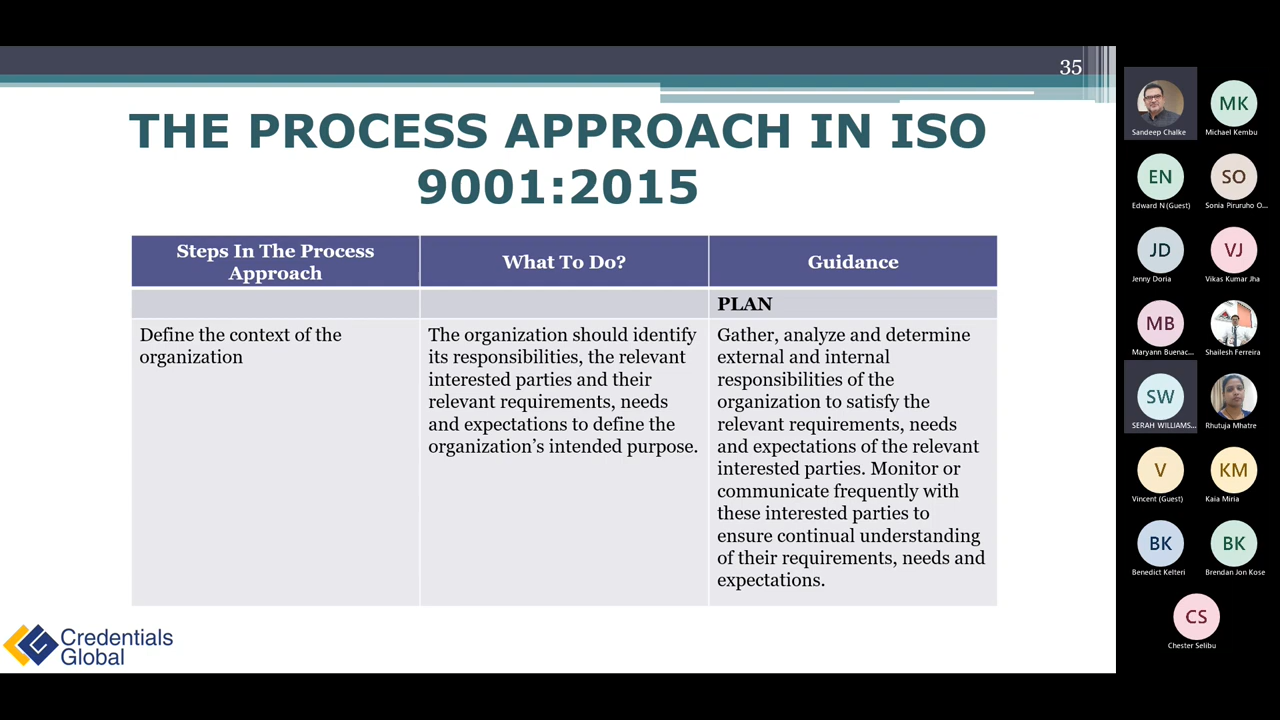 35
THE PROCESS APPROACH IN ISO
9001:2015
Steps In The Process
Approach
What To Do?
Guidance
PLAN
Define the context of the
organization
The organization should identify
its responsibilities, the relevant
interested parties and their
relevant requirements, needs
and expectations to define the
organization’s intended purpose.
Gather, analyze and determine
external and internal
responsibilities of the
organization to satisfy the
relevant requirements, needs
and expectations of the relevant
interested parties. Monitor or
communicate frequently with
these interested parties to
ensure continual understanding
of their requirements, needs and
expectations.
Credentials
Global
Sandeep Chalke
MK
Michael Kembu
EN
Edward N (Guest)
SO
Sonia Piruruho O...
JD
Jenny Doria
VJ
Vikas Kumar Jha
MB
Maryann Buenac...
Shailesh Ferreira
SW
SERAH WILLIAMS...
Rhutuja Mhatre
V
Vincent (Guest)
KM
Kaia Miria
BK
Benedict Kelteri
BK
Brendan Jon Kose
CS
Chester Selibu